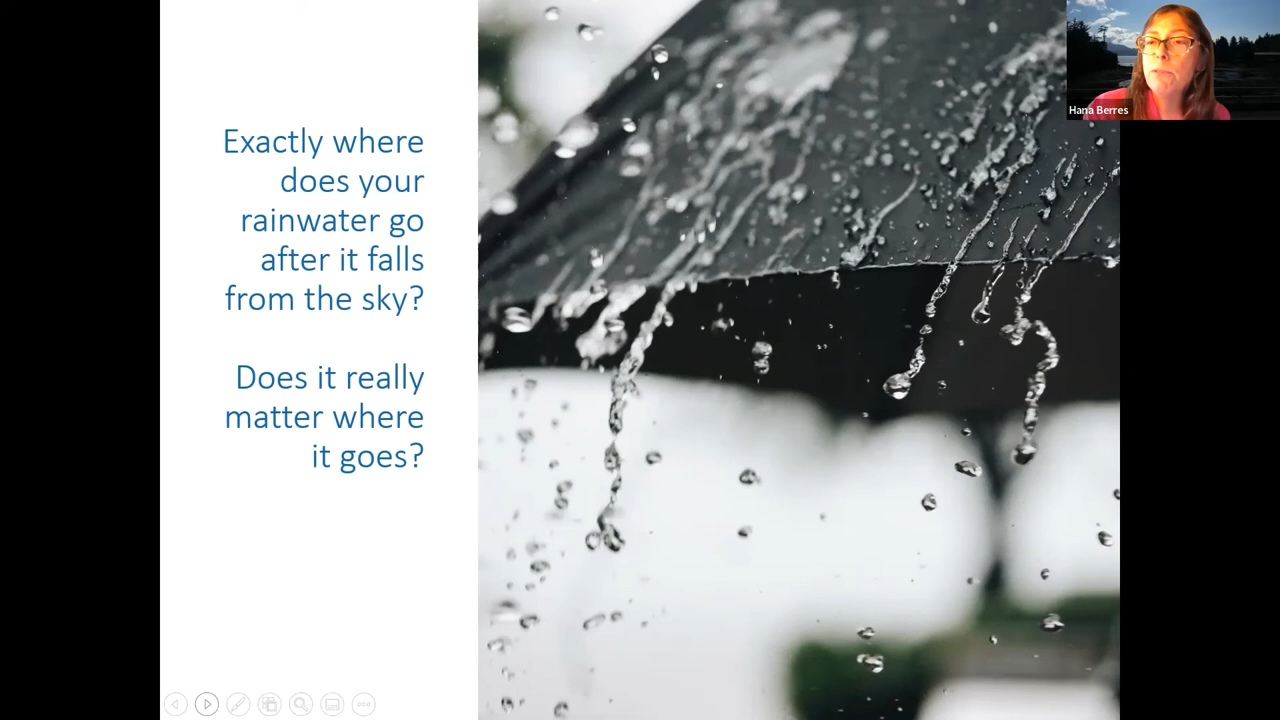 Exactly where
does your
rainwater go
after it falls
from the sky?
Does it really
matter where
it goes?
Hana Berres